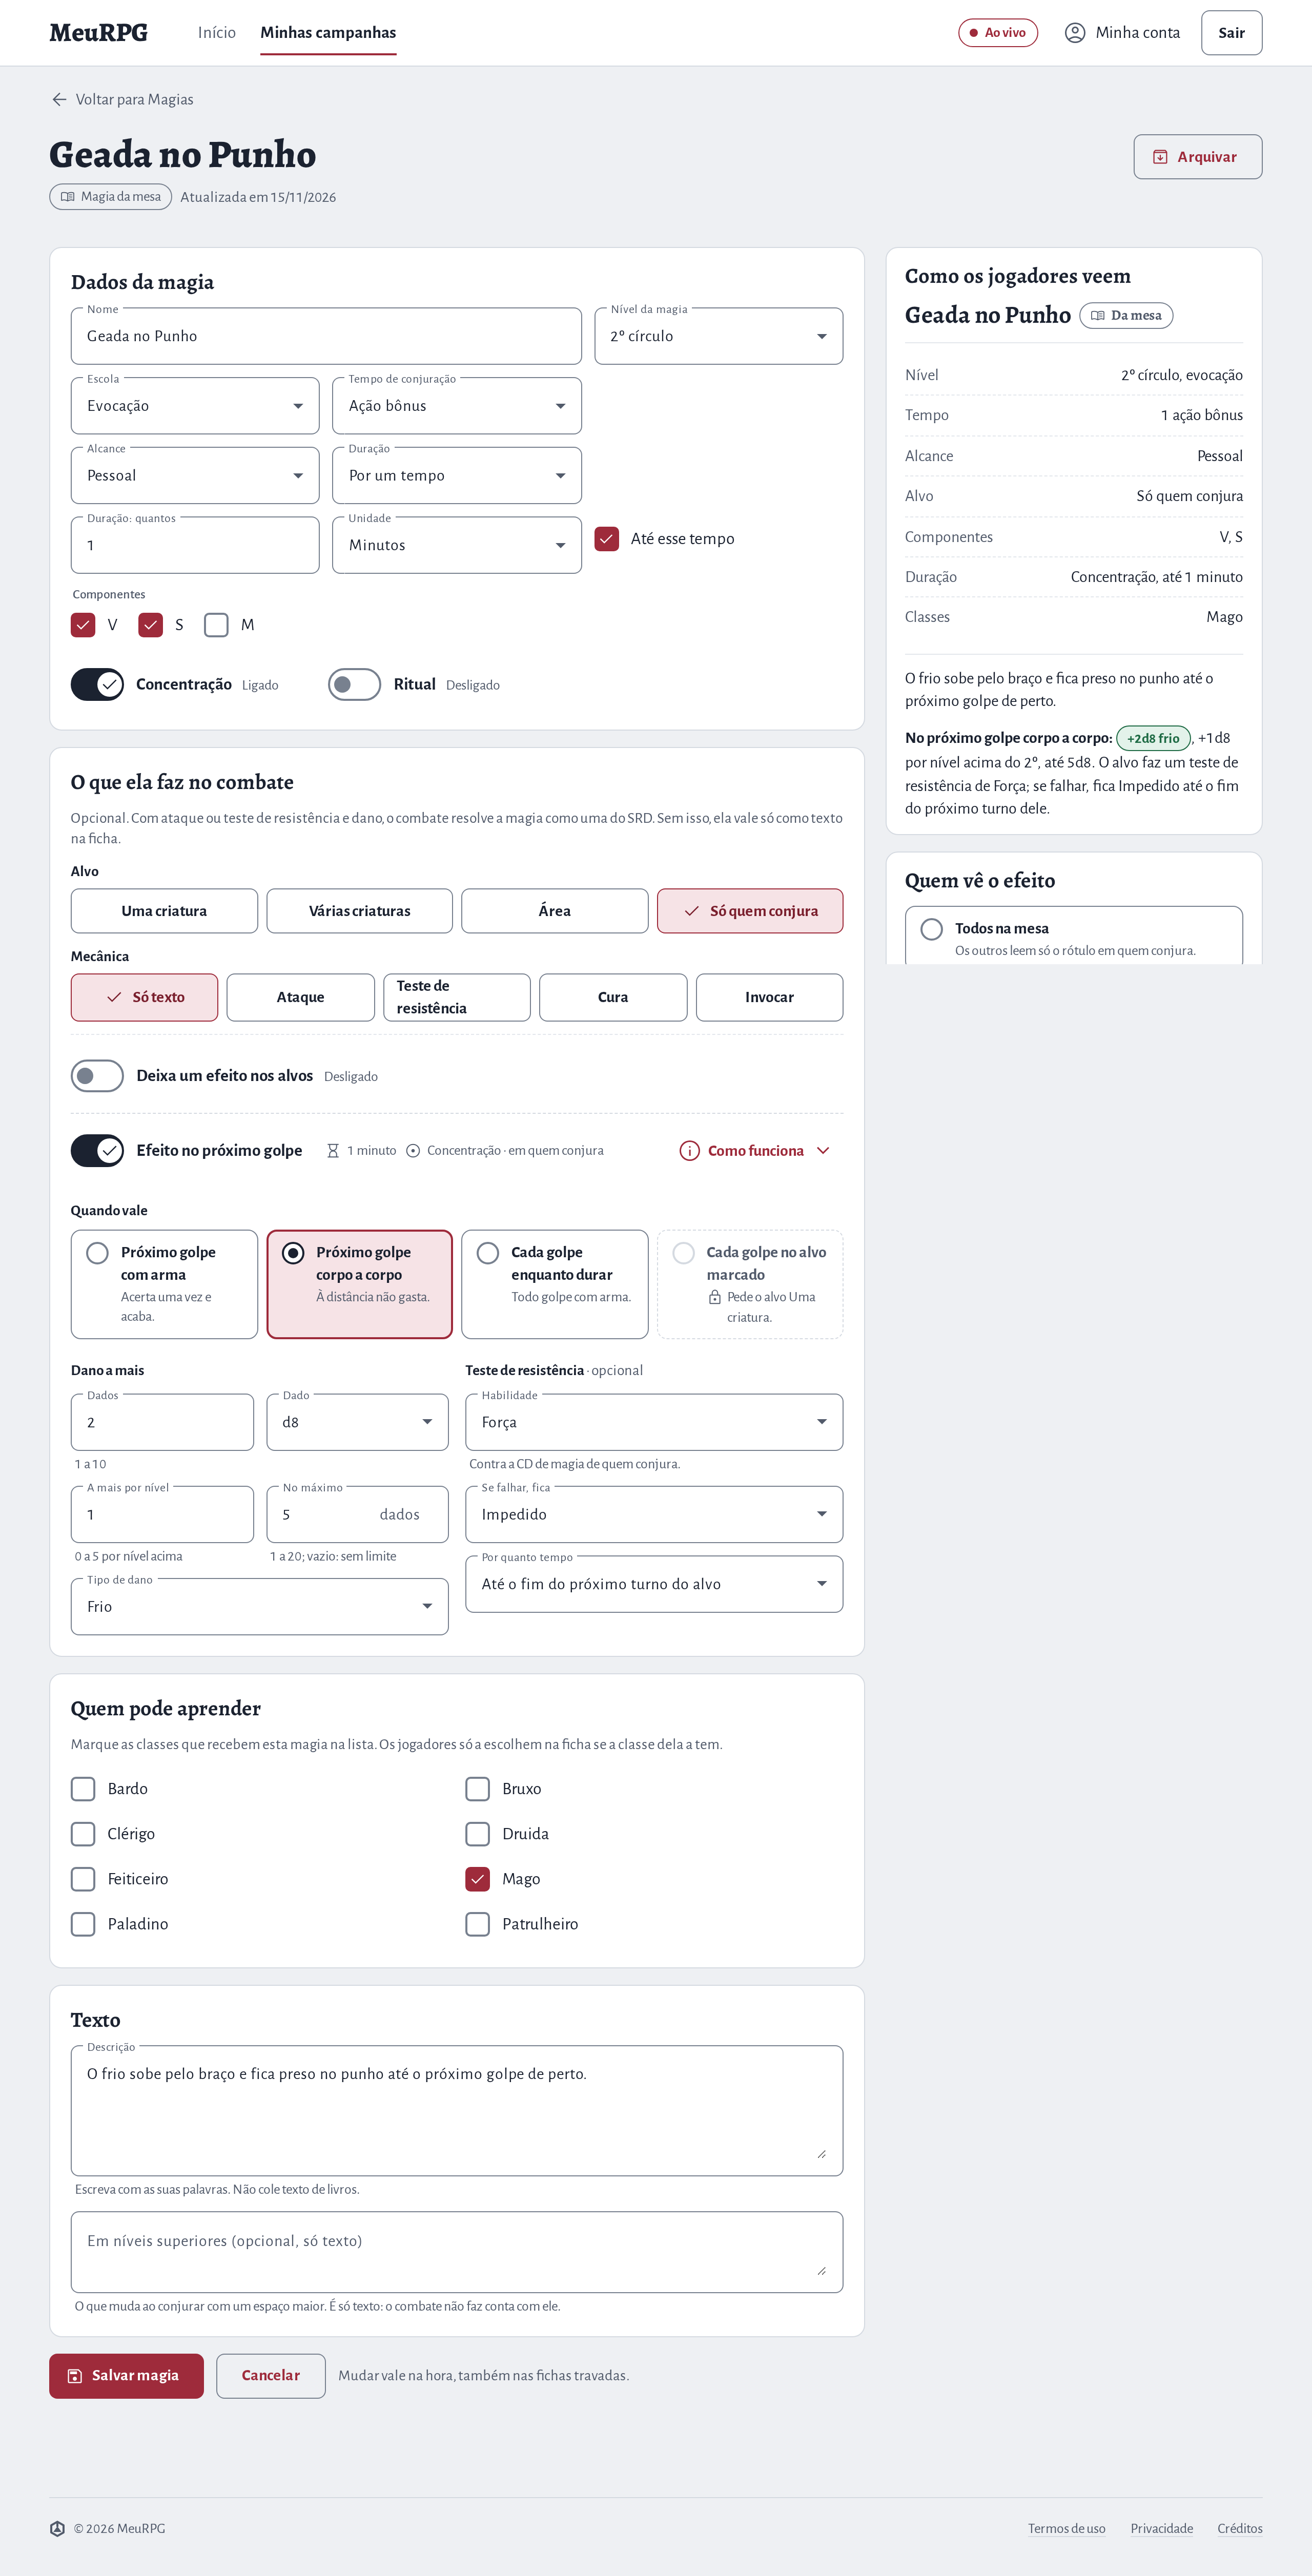 MeuRPG
Início
Minhas campanhas
Ao vivo
Minha conta
Sair
Voltar para Magias
Geada no Punho
Arquivar
Magia da mesa
Atualizada em 15/11/2026
Dados da magia
Nome
Geada no Punho
Nível da magia
2º círculo
Escola
Evocação
Tempo de conjuração
Ação bônus
Alcance
Pessoal
Duração
Por um tempo
Duração: quantos
1
Unidade
Minutos
Até esse tempo
Componentes
V
S
M
Concentração Ligado
Ritual Desligado
O que ela faz no combate
Opcional. Com ataque ou teste de resistência e dano, o combate resolve a magia como uma do SRD. Sem isso, ela vale só como texto
na ficha.
Alvo
Uma criatura
Várias criaturas
Área
Só quem conjura
Mecânica
Só texto
Ataque
Teste de
resistência
Cura
Invocar
Deixa um efeito nos alvos Desligado
Efeito no próximo golpe
1 minuto
Concentração · em quem conjura
Como funciona
Quando vale
Próximo golpe
com arma
Acerta uma vez e
acaba.
Próximo golpe
corpo a corpo
À distância não gasta.
Cada golpe
enquanto durar
Todo golpe com arma.
Cada golpe no alvo
marcado
Pede o alvo Uma
criatura.
Dano a mais
Dados
2
1 a 10
Dado
d8
A mais por nível
1
0 a 5 por nível acima
No máximo
5 dados
1 a 20; vazio: sem limite
Tipo de dano
Frio
Teste de resistência · opcional
Habilidade
Força
Contra a CD de magia de quem conjura.
Se falhar, fica
Impedido
Por quanto tempo
Até o fim do próximo turno do alvo
Quem pode aprender
Marque as classes que recebem esta magia na lista. Os jogadores só a escolhem na ficha se a classe dela a tem.
Bardo
Bruxo
Clérigo
Druida
Feiticeiro
Mago
Paladino
Patrulheiro
Texto
Descrição
O frio sobe pelo braço e fica preso no punho até o próximo golpe de perto.
Escreva com as suas palavras. Não cole texto de livros.
Em níveis superiores (opcional, só texto)
O que muda ao conjurar com um espaço maior. É só texto: o combate não faz conta com ele.
Salvar magia
Cancelar
Mudar vale na hora, também nas fichas travadas.
Como os jogadores veem
Geada no Punho
Da mesa
Nível 2º círculo, evocação
Tempo 1 ação bônus
Alcance Pessoal
Alvo Só quem conjura
Componentes V, S
Duração Concentração, até 1 minuto
Classes Mago
O frio sobe pelo braço e fica preso no punho até o
próximo golpe de perto.
No próximo golpe corpo a corpo: +2d8 frio, +1d8
por nível acima do 2º, até 5d8. O alvo faz um teste de
resistência de Força; se falhar, fica Impedido até o fim
do próximo turno dele.
Quem vê o efeito
Todos na mesa
Os outros leem só o rótulo em quem conjura.
© 2026 MeuRPG
Termos de uso
Privacidade
Créditos